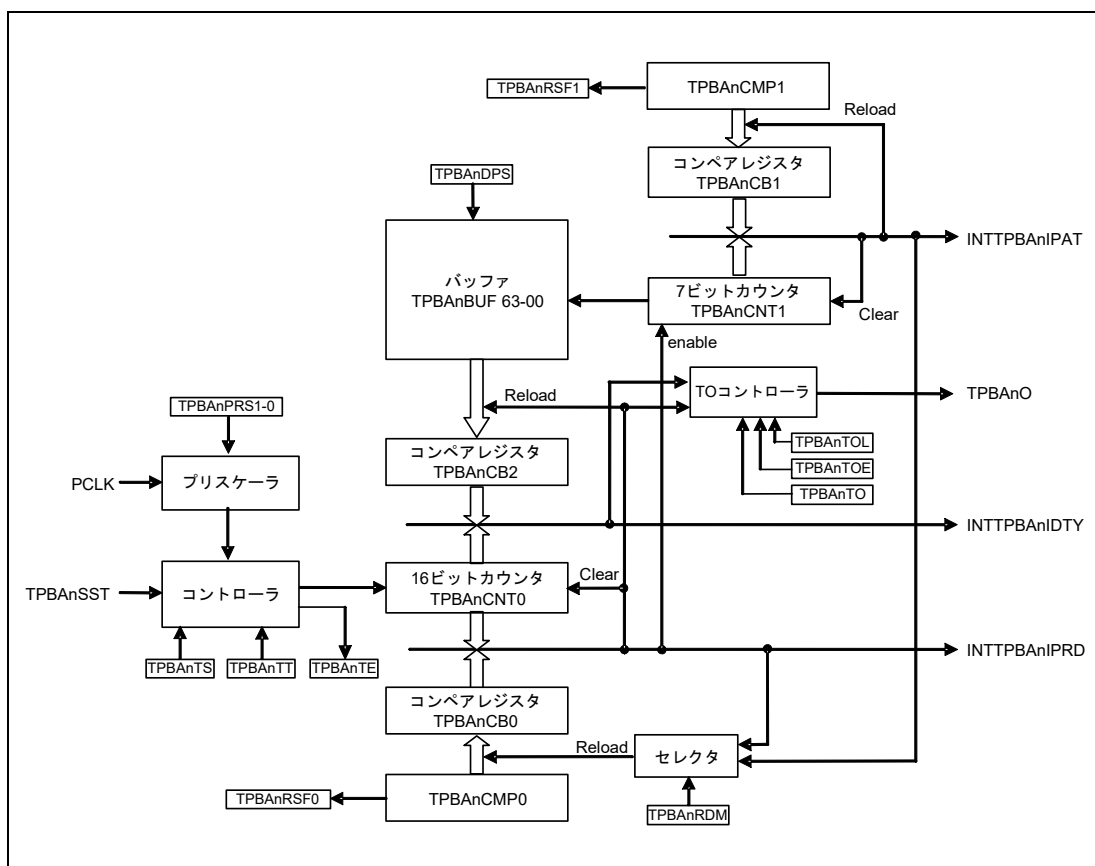 TPBAnRSF1
TPBAnCMP1
Reload
コンペアレジスタ
TPBAnCB1
TPBAnDPS
INTTPBAnIPAT
バッファ
TPBAnBUF 63-00
7ビットカウンタ
TPBAnCNT1
Clear
enable
Reload
TOコントローラ
TPBAnO
TPBAnPRS1-0
TPBAnTOL
TPBAnTOE
TPBAnTO
コンペアレジスタ
TPBAnCB2
PCLK
プリスケーラ
INTTPBAnIDTY
TPBAnSST
コントローラ
16ビットカウンタ
TPBAnCNT0
Clear
TPBAnTS
TPBAnTT
TPBAnTE
INTTPBAnIPRD
コンペアレジスタ
TPBAnCB0
Reload
セレクタ
TPBAnRSF0
TPBAnCMP0
TPBAnRDM